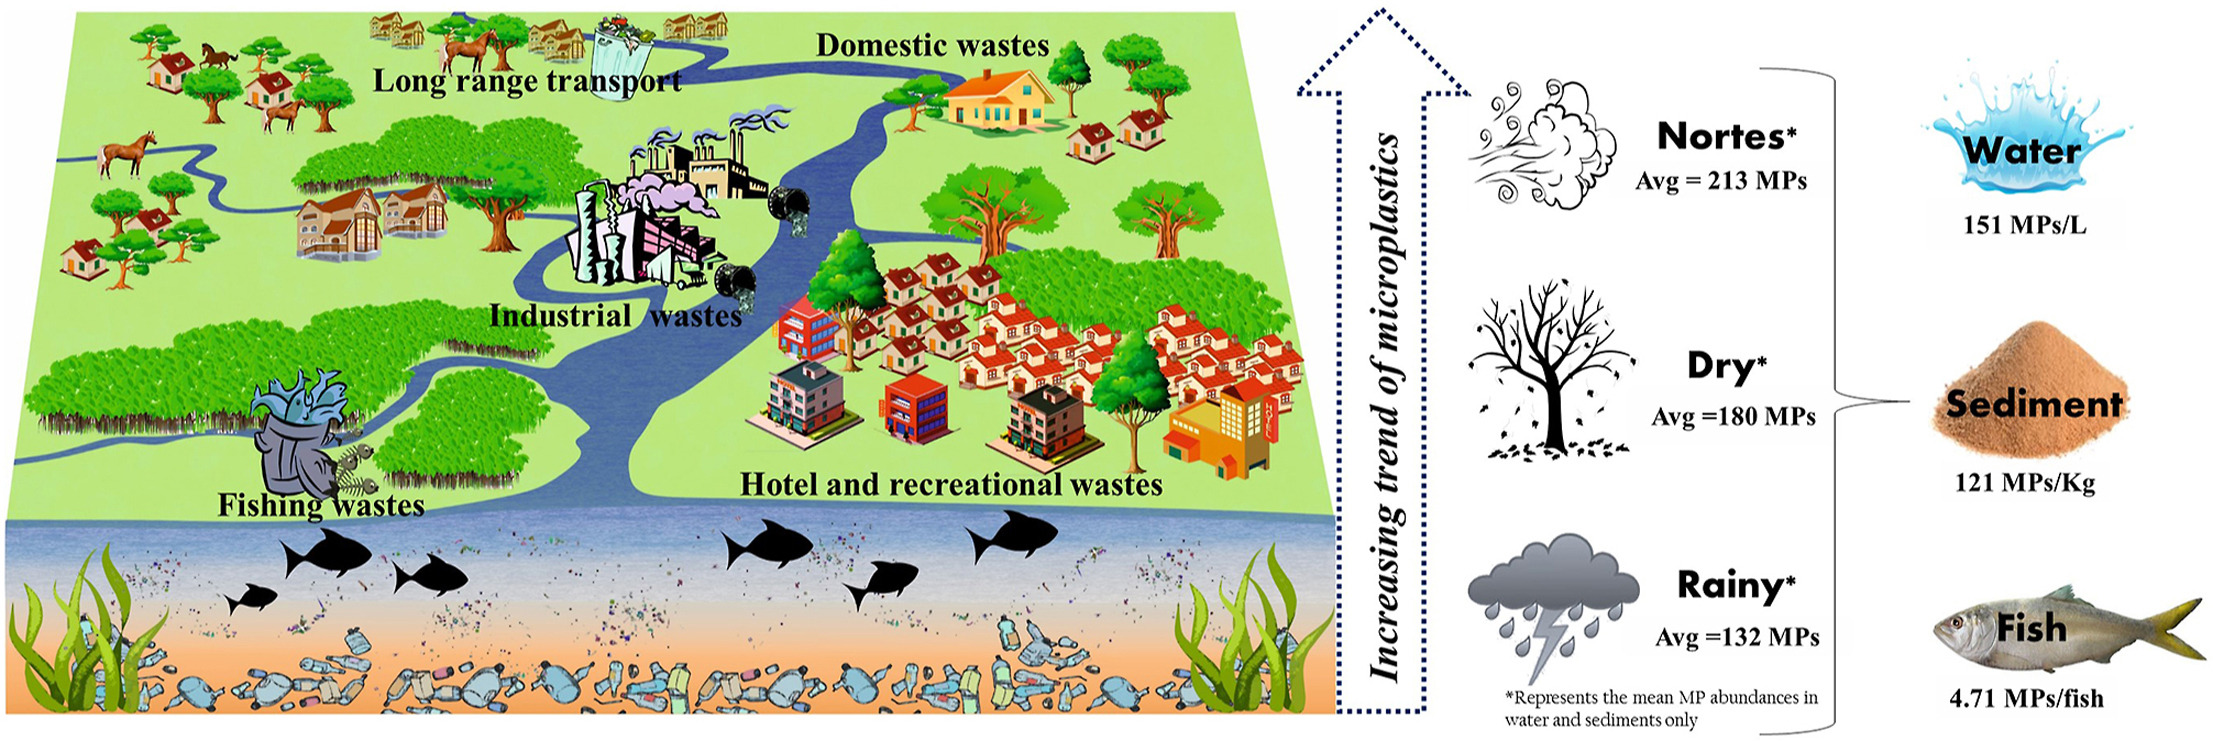 Domestic wastes
Long range transport
Industrial wastes
Hotel and recreational wastes
Fishing wastes
Increasing trend of microplastics
Nortes*
Avg = 213 MPs
Dry*
Avg =180 MPs
Rainy*
Avg =132 MPs
*Represents the mean MP abundances in
water and sediments only
Water
151 MPs/L
Sediment
121 MPs/Kg
Fish
4.71 MPs/fish